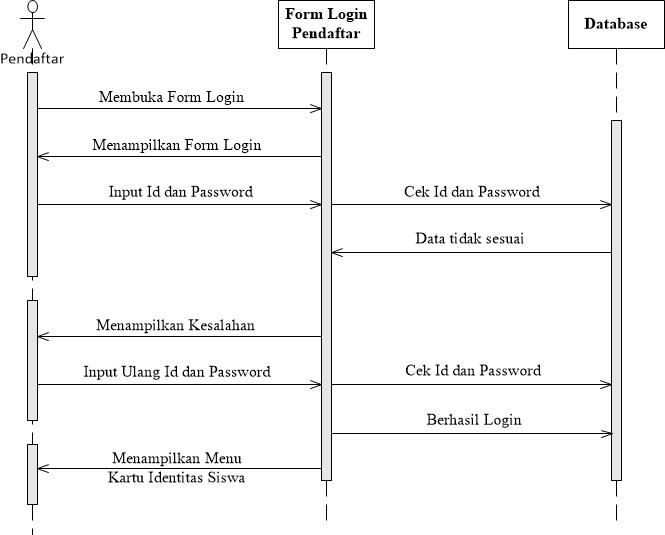 Form Login
Pendaftar
Database
Pendaftar
Membuka Form Login
Menampilkan Form Login
Input Id dan Password
Cek Id dan Password
Data tidak sesuai
Menampilkan Kesalahan
Input Ulang Id dan Password
Cek Id dan Password
Berhasil Login
Menampilkan Menu
Kartu Identitas Siswa